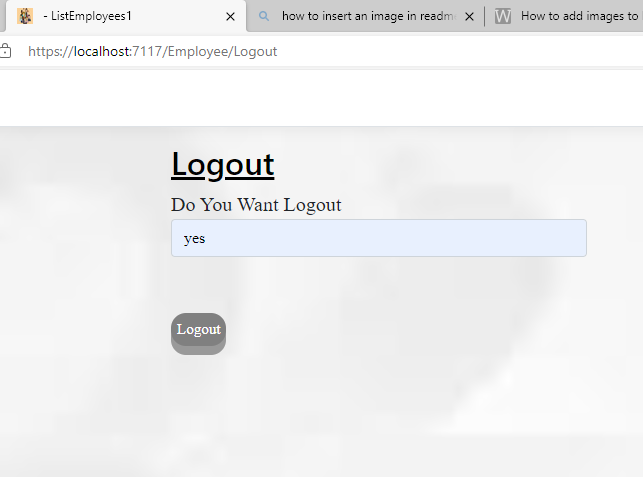 - ListEmployees1
how to insert an image in readme
How to add images to
https://localhost:7117/Employee/Logout
Logout
Do You Want Logout
yes
Logout